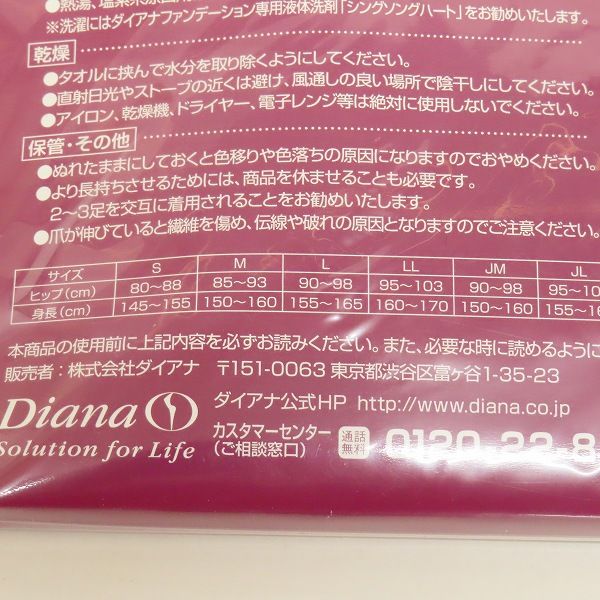 ●熱湯、塩素系
※洗濯にはダイアナファンデーション専用液体洗剤「シングソングハート」をお勧めいたします。
乾燥
●タオルに挟んで水分を取り除くようにしてください。
●直射日光やストーブの近くは避け、風通しの良い場所で陰干しにしてください。
●アイロン、乾燥機、ドライヤー、電子レンジ等は絶対に使用しないでください。
保管・その他
●ぬれたままにしておくと色移りや色落ちの原因になりますのでおやめください。
●より長持ちさせるためには、商品を休ませることも必要です。
2〜3足を交互に着用されることをお勧めいたします。
●爪が伸びていると繊維を傷め、伝線や破れの原因となりますのでご注意ください。
サイズ S M L LL JM JL
ヒップ(cm) 80〜88 85〜93 90〜98 95〜103 90〜98 95〜10
身長(cm) 145〜155 150〜160 155〜165 160〜170 150〜160 155〜16
本商品の使用前に上記内容を必ずお読みください。また、必要な時に読めるように
販売者：株式会社ダイアナ 〒151-0063 東京都渋谷区富ヶ谷1-35-23
Diana
Solution for Life
ダイアナ公式HP http://www.diana.co.jp
カスタマーセンター
(ご相談窓口)
通話
無料
0120-22-8